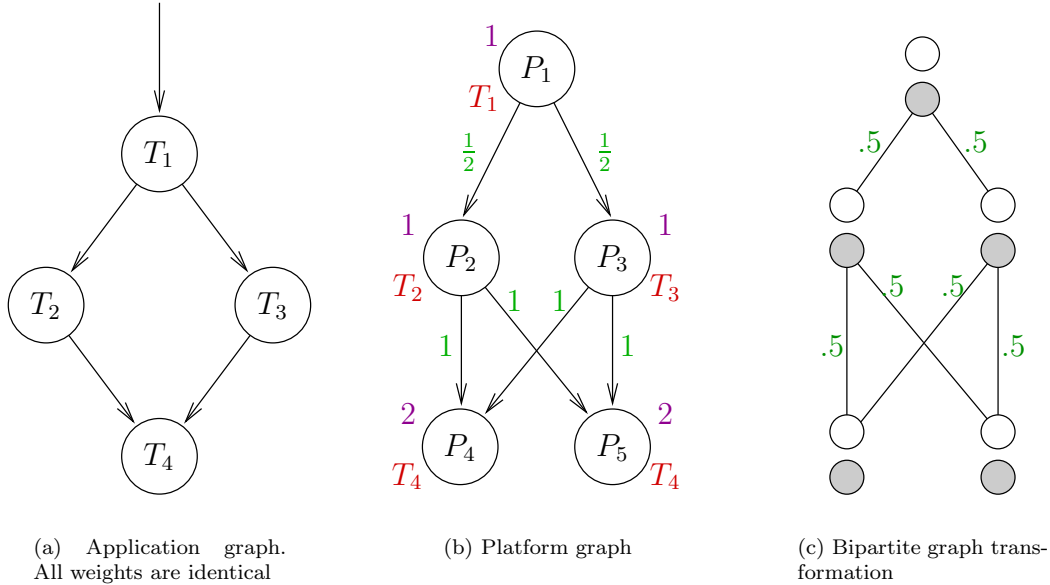 T1
T2
T3
T4
(a) Application graph.
All weights are identical
1
P1
T1
1/2
1/2
1
P2
T2
1
P3
T3
1
1
1
1
2
P4
T4
2
P5
T4
(b) Platform graph
.5
.5
.5
.5
.5
.5
(c) Bipartite graph trans-
formation